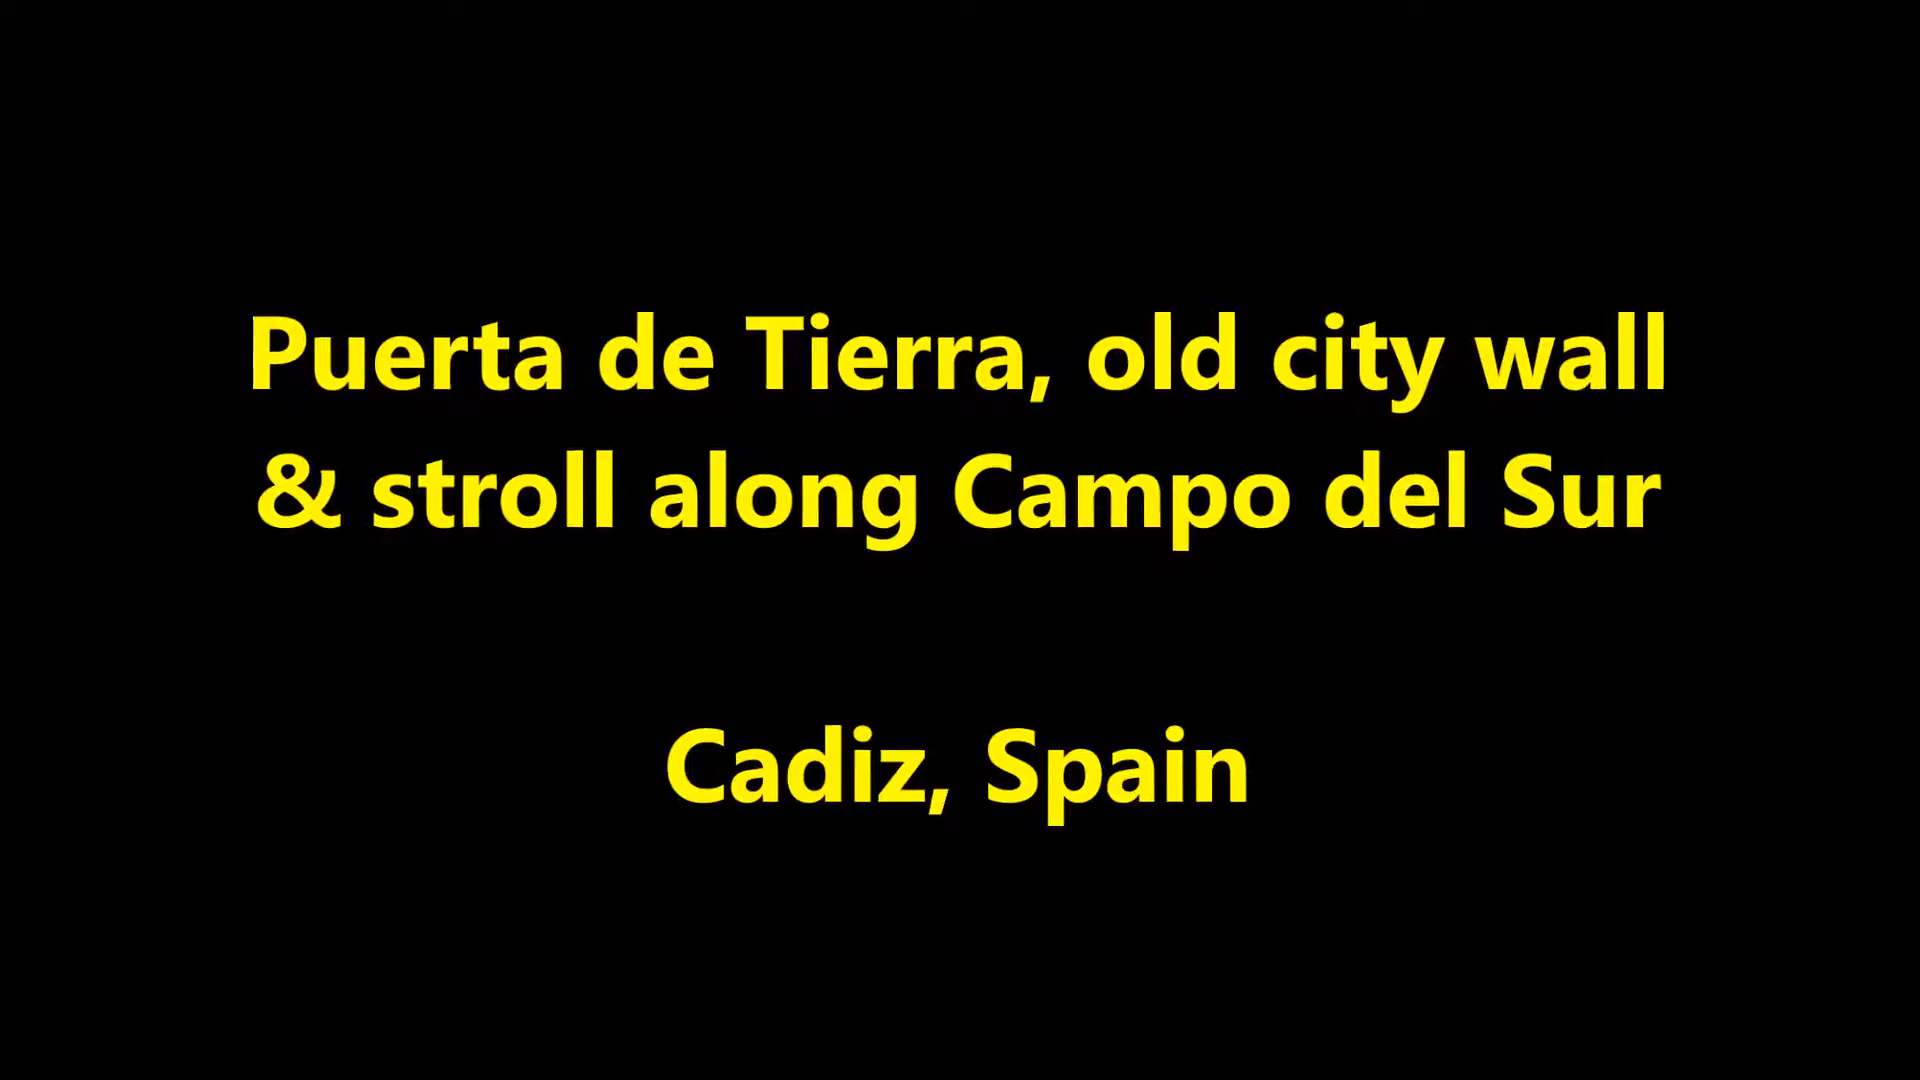 Puerta de Tierra, old city wall
& stroll along Campo del Sur
Cadiz, Spain